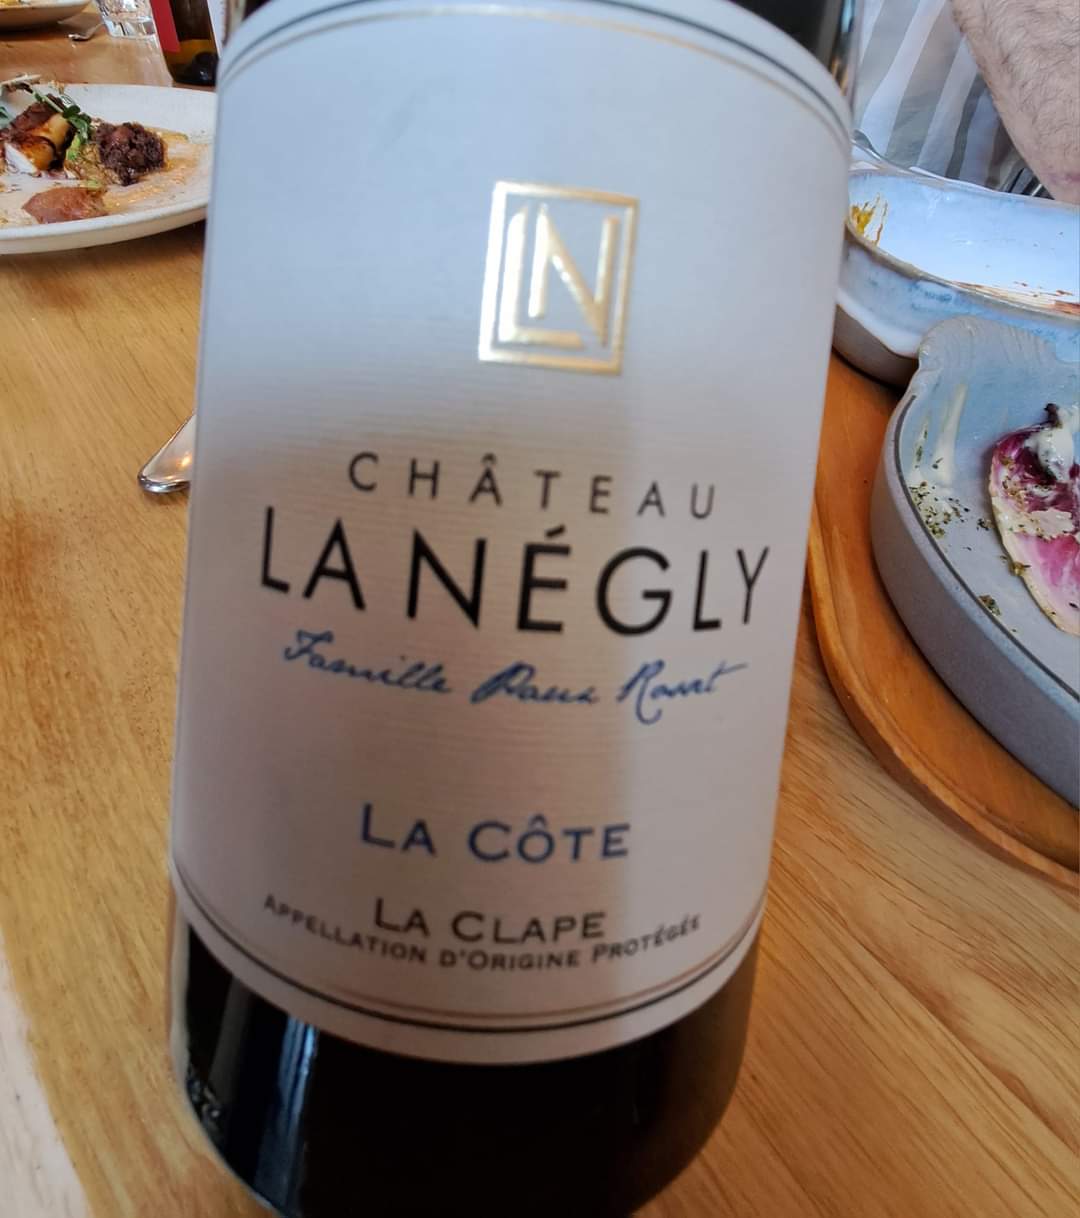 LN
CHÂTEAU
LA NÉGLY
Famille Paux Rosset
LA CÔTE
LA CLAPE
APPELLATION D'ORIGINE PROTÉGÉE